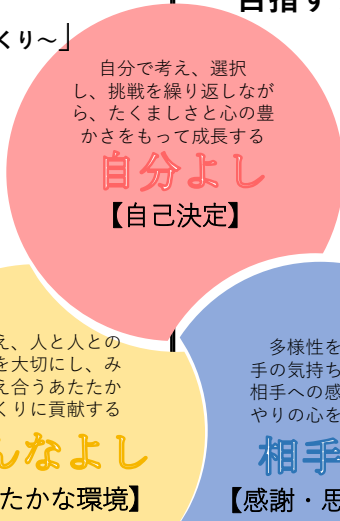 目指す
くり～」
自分で考え、選択
し、挑戦を繰り返しなが
ら、たくましさと心の豊
かさをもって成長する
自分よし
【自己決定】
え、人と人との
を大切にし、み
え合うあたたか
くりに貢献する
んなよし
たかな環境】
多様性を
手の気持ち
相手への感
やりの心を
相手
【感謝・思